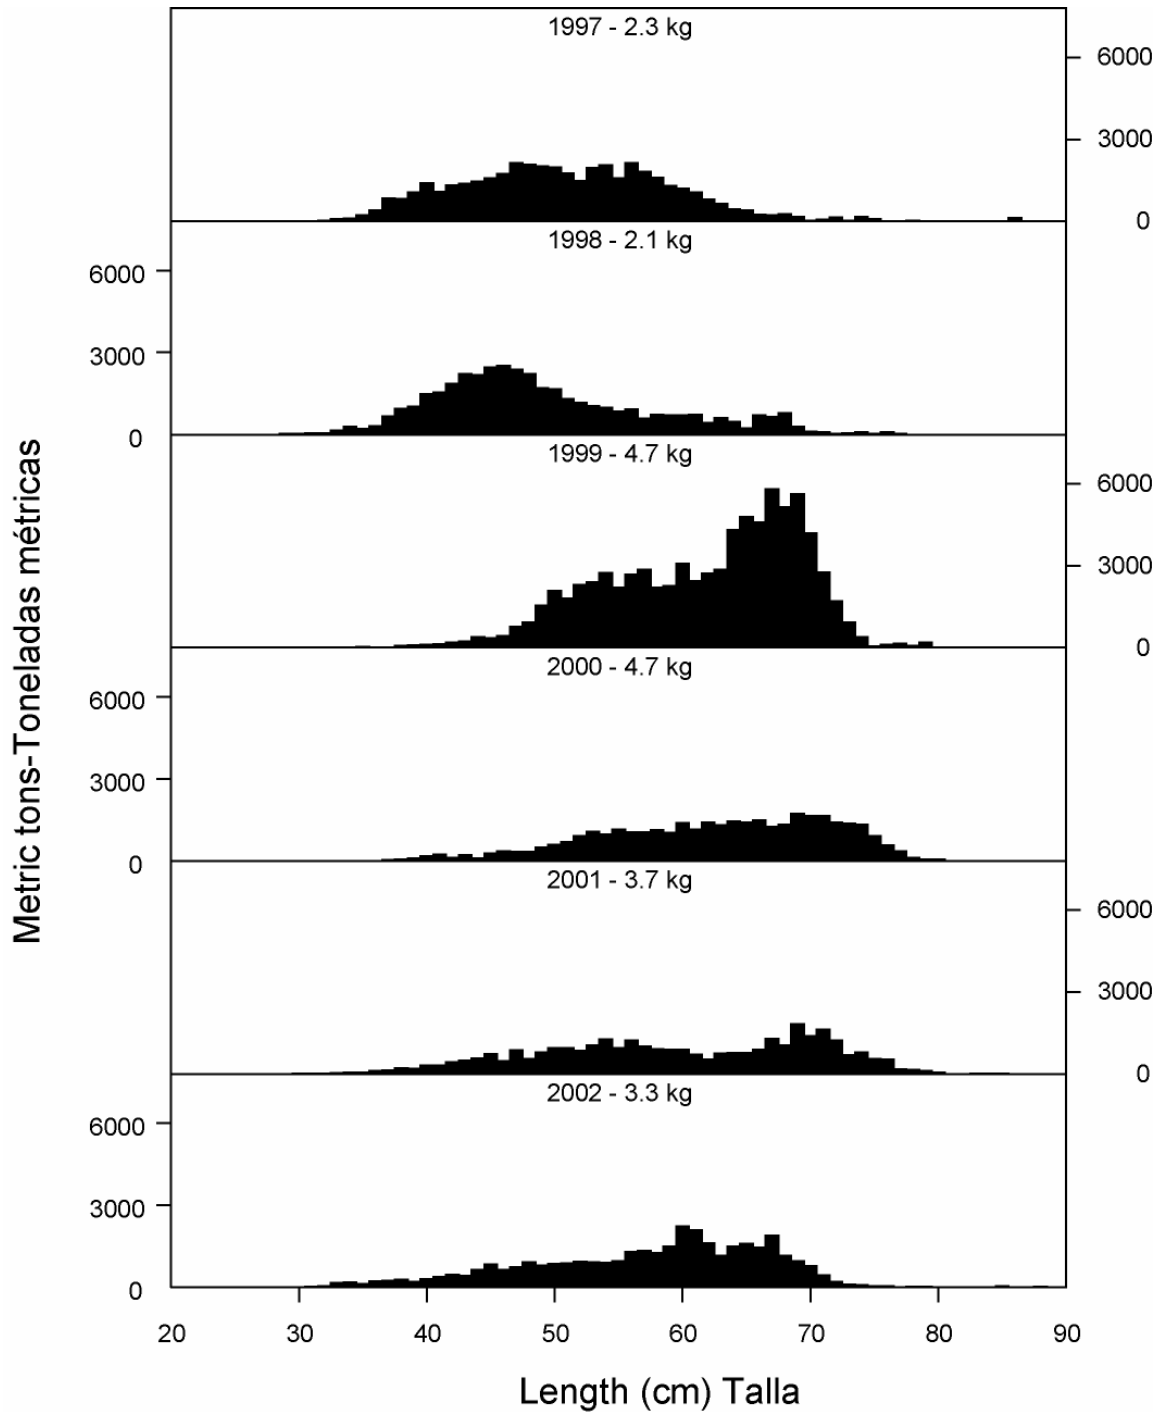 1997 - 2.3 kg
6000
3000
0
1998 - 2.1 kg
6000
3000
0
1999 - 4.7 kg
6000
3000
0
2000 - 4.7 kg
6000
3000
0
2001 - 3.7 kg
6000
3000
0
2002 - 3.3 kg
6000
3000
0
Metric tons-Toneladas métricas
20 30 40 50 60 70 80 90
Length (cm) Talla